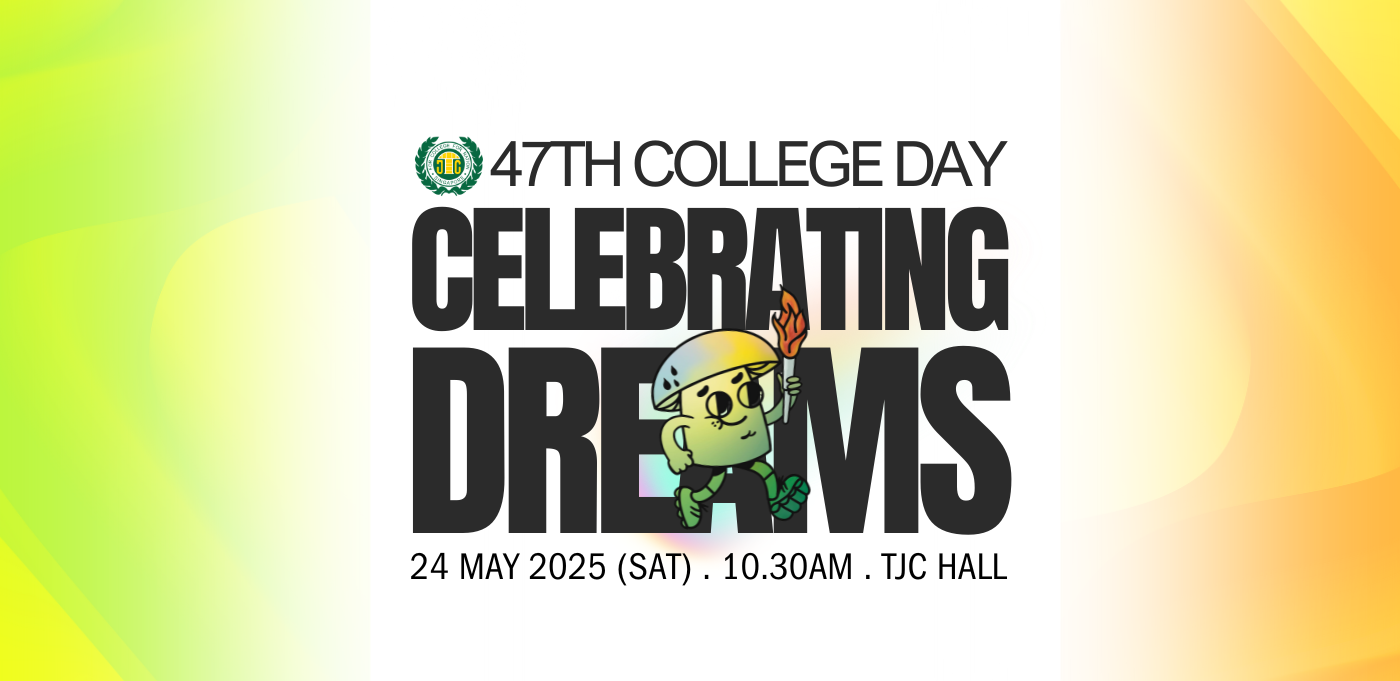 47TH COLLEGE DAY
CELEBRATING
DREAMS
24 MAY 2025 (SAT) . 10.30AM . TJC HALL